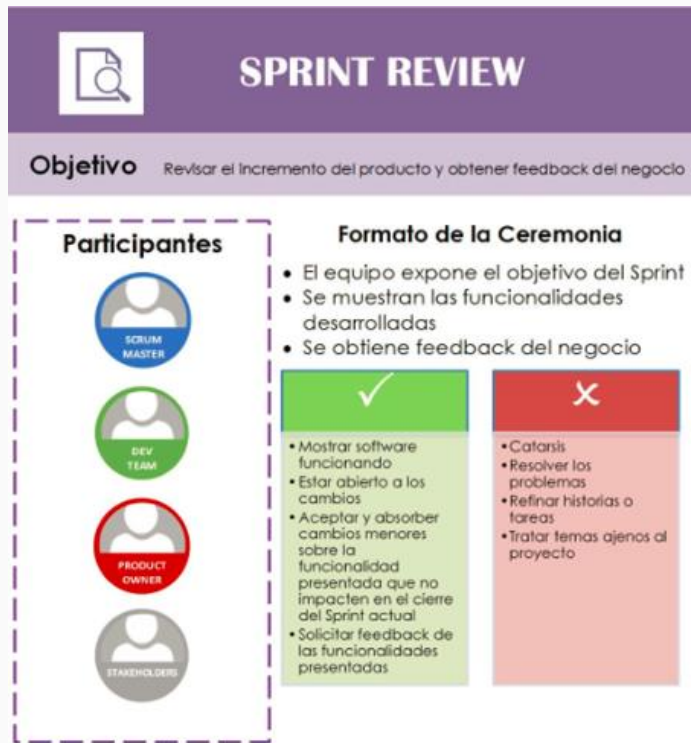 SPRINT REVIEW
Objetivo Revisar el incremento del producto y obtener feedback del negocio
Participantes
SCRUM
MASTER
DEV
TEAM
PRODUCT
OWNER
STAKEHOLDERS
Formato de la Ceremonia
• El equipo expone el objetivo del Sprint
• Se muestran las funcionalidades
desarrolladas
• Se obtiene feedback del negocio
✓
• Mostrar software
funcionando
• Estar abierto a los
cambios
• Aceptar y absorber
cambios menores
sobre la
funcionalidad
presentada que no
impacten en el cierre
del Sprint actual
• Solicitar feedback de
las funcionalidades
presentadas
X
• Catarsis
• Resolver los
problemas
• Refinar historias o
tareas
• Tratar temas ajenos al
proyecto